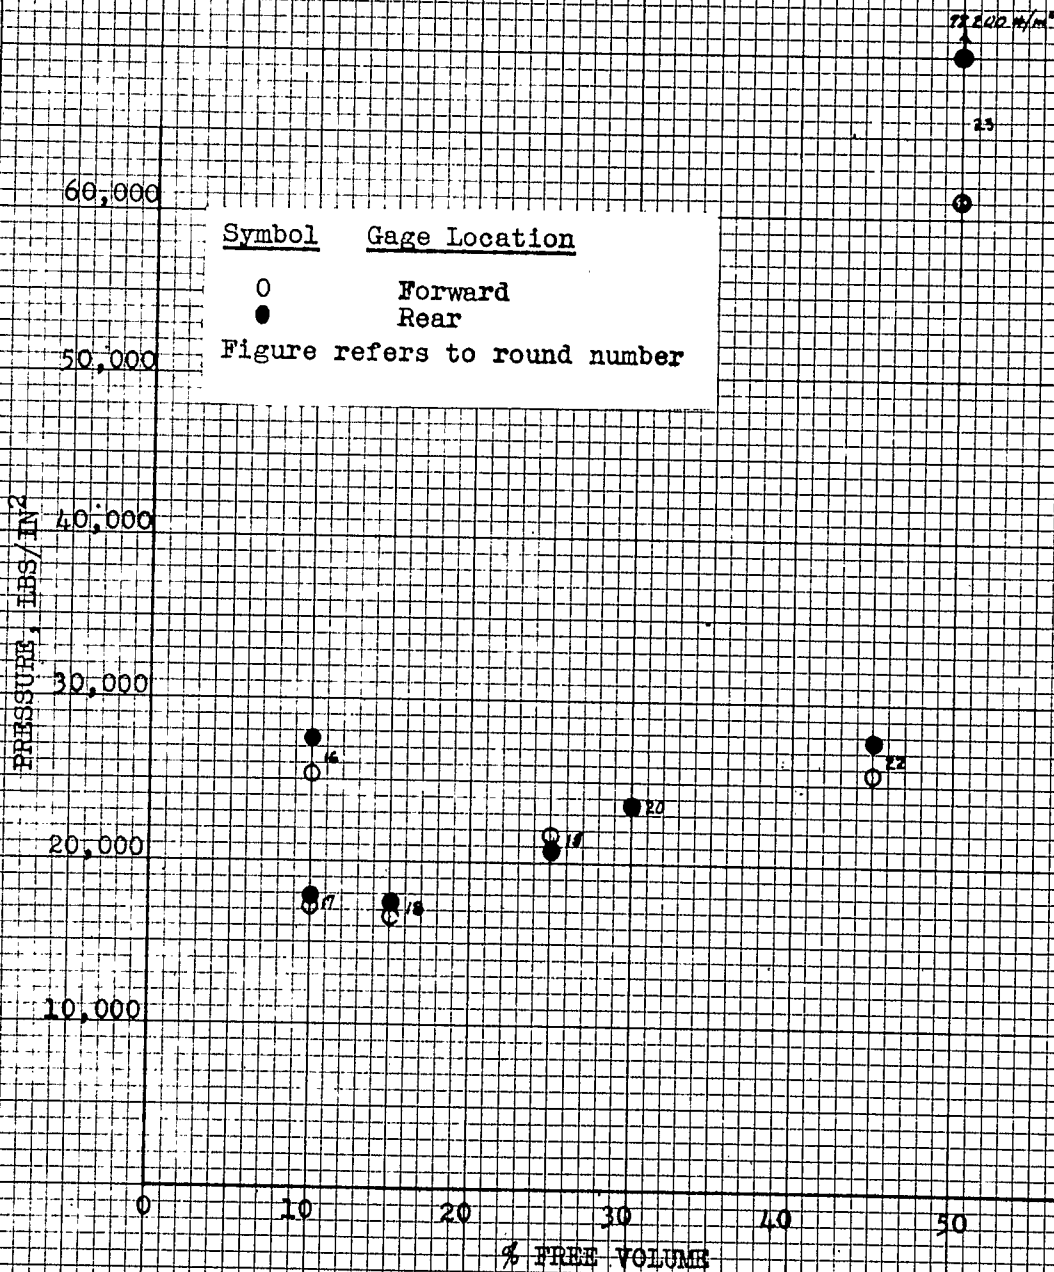 23
60,000
Symbol Gage Location
O Forward
● Rear
Figure refers to round number
50,000
PRESSURE, LBS/IN²
40,000
30,000
16
22
20
20,000
17
18
10,000
0 10 20 30 40 50
% FREE VOLUME